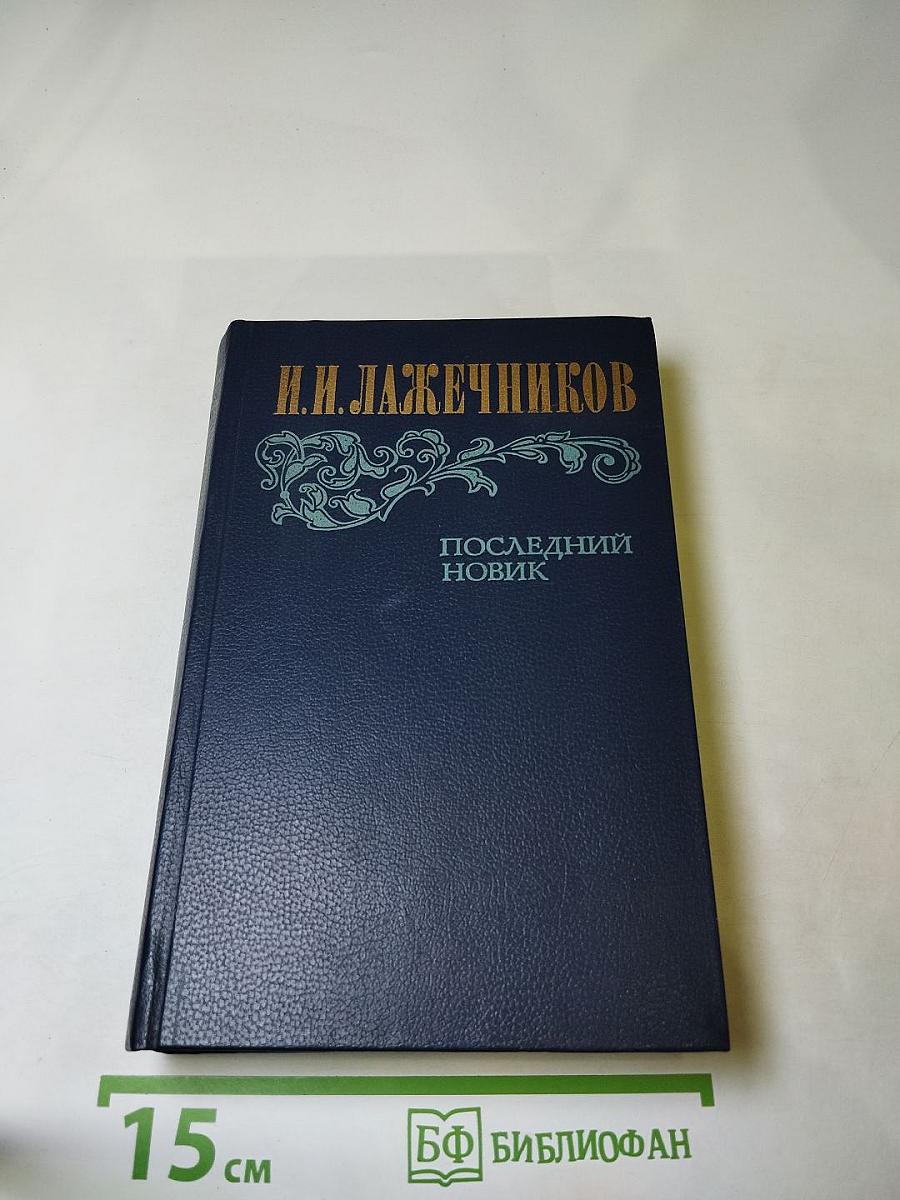 И.И. ЛАЖЕЧНИКОВ
ПОСЛЕДНИЙ
НОВИК
15 СМ
БФ БИБЛИОФАН